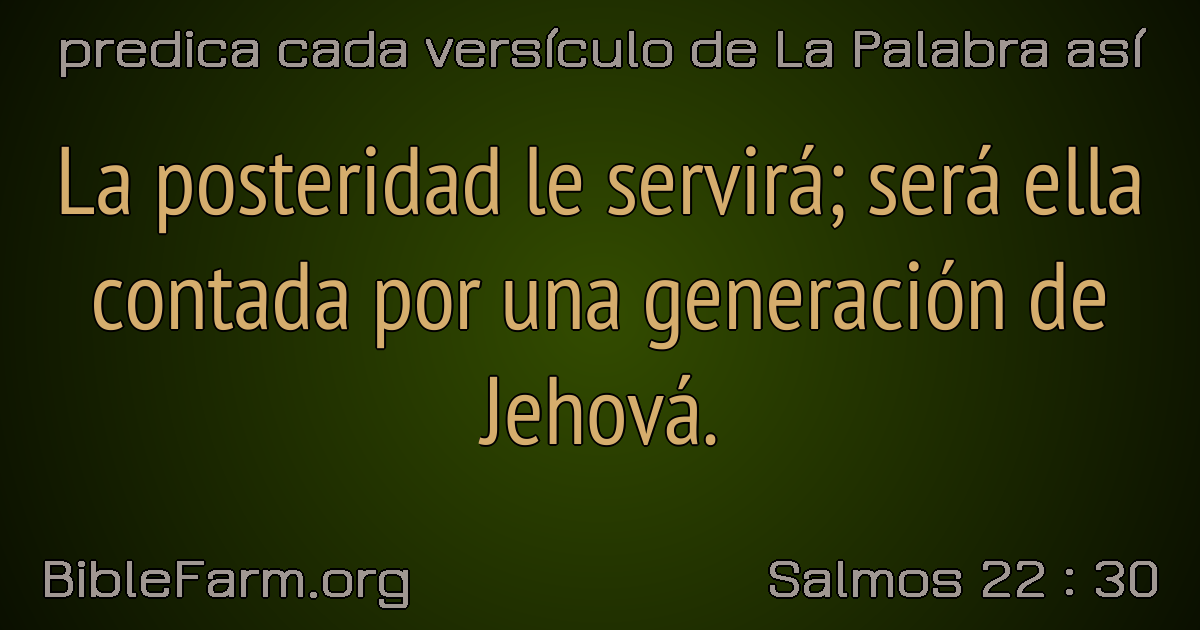 predica cada versículo de La Palabra así
La posteridad le servirá; será ella
contada por una generación de
Jehová.
BibleFarm.org
Salmos 22 : 30